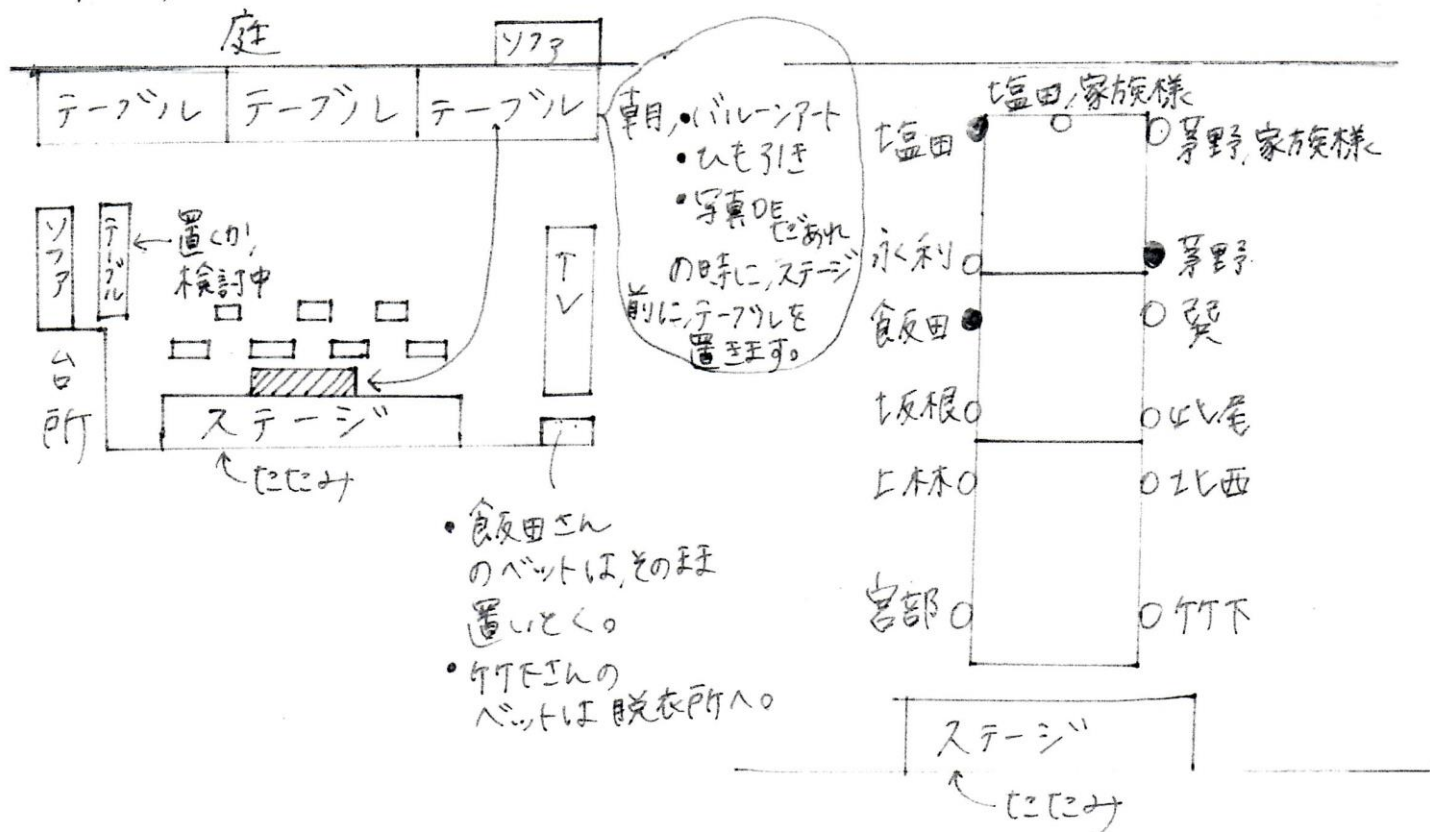 庭
ソファ
テーブル
テーブル
テーブル
朝、・バルーンアート
・ひも引き
・写真DEだあれ
の時に、ステージ
前に、テーブルを
置きます。
ソファ
テーブル
←置くか、
検討中
TV
台所
ステージ
たたみ
・飯田さん
のベットは、そのまま
置いとく。
・竹下さんの
ベットは脱衣所へ。
塩田、家族様
塩田
茅野、家族様
永利
茅野
飯田
巽
坂根
北尾
上林
北西
宮部
竹下
ステージ
たたみ